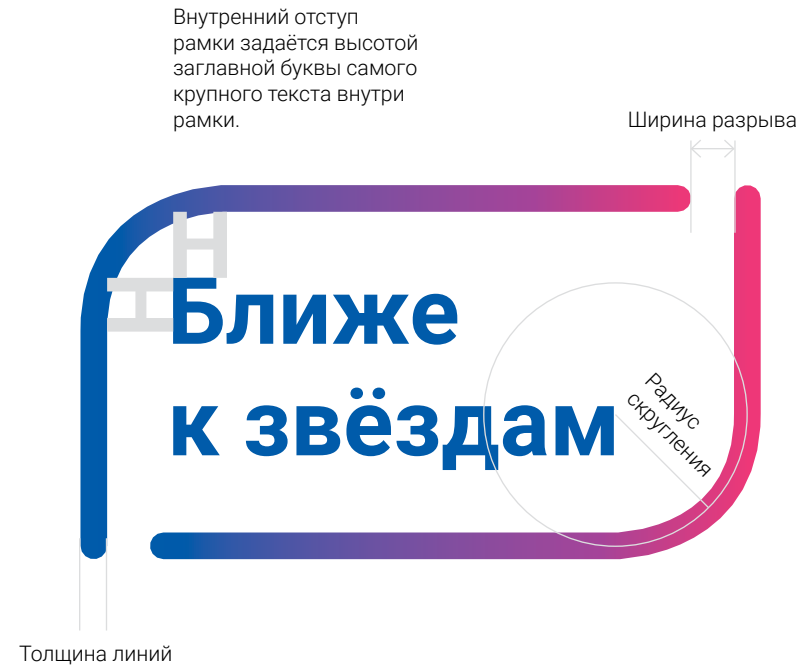 Внутренний отступ
рамки задаётся высотой
заглавной буквы самого
крупного текста внутри
рамки.
Ширина разрыва
H
H
Ближе
к звёздам
Радиус
скругления
Толщина линий